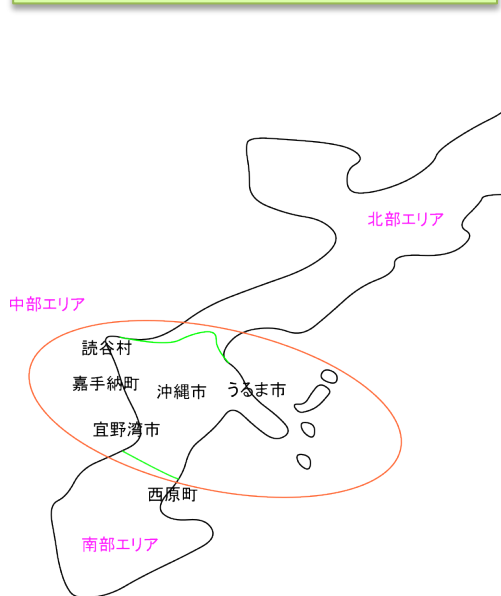 北部エリア
中部エリア
読谷村
嘉手納町
沖縄市
うるま市
宜野湾市
西原町
南部エリア